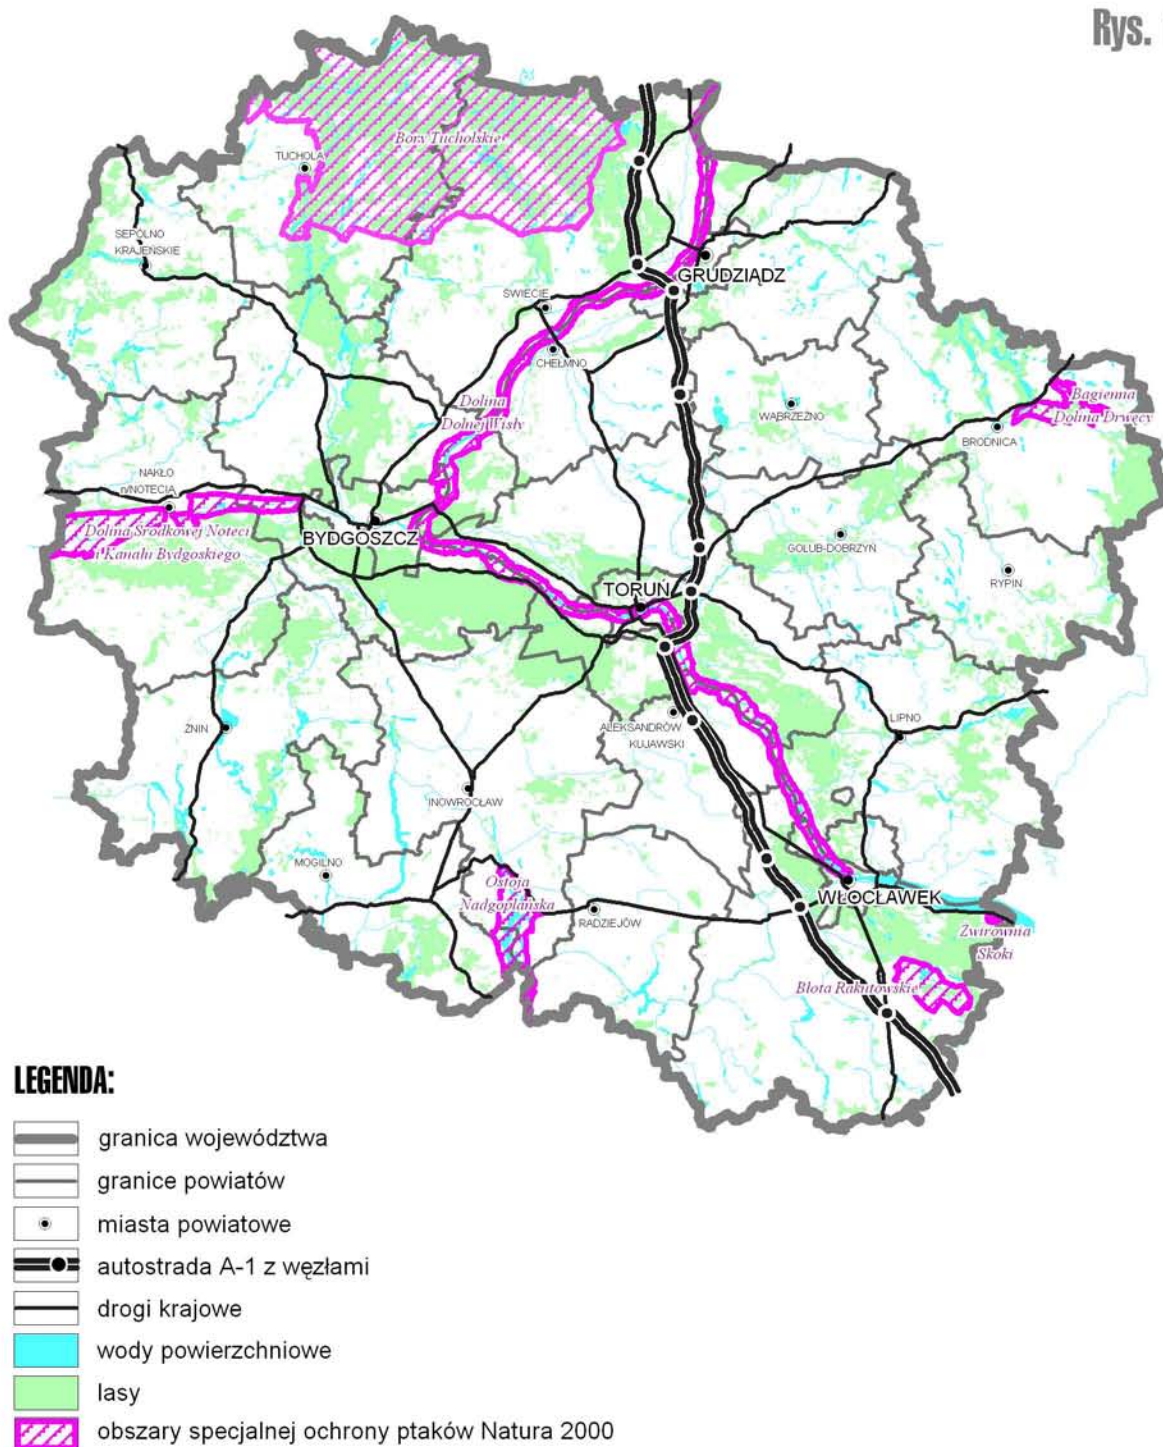 Rys.
Bory Tucholskie
TUCHOLA
SEPÓLNO
KRAJEŃSKIE
GRUDZIĄDZ
ŚWIECIE
CHEŁMNO
Dolina
Dolnej Wisły
WĄBRZEŹNO
Bagienna
Dolina Drwęcy
BRODNICA
NAKŁO
n/NOTECIĄ
Dolina Środkowej Noteci
i Kanału Bydgoskiego
BYDGOSZCZ
GOLUB-DOBRZYŃ
RYPIN
TORUŃ
ŻNIN
ALEKSANDRÓW
KUJAWSKI
LIPNO
INOWROCŁAW
MOGILNO
Ostoja
Nadgoplańska
RADZIEJÓW
WŁOCŁAWEK
Żwirownia
Skoki
Błota Rakutowskie
LEGENDA:
granica województwa
granice powiatów
miasta powiatowe
autostrada A-1 z węzłami
drogi krajowe
wody powierzchniowe
lasy
obszary specjalnej ochrony ptaków Natura 2000